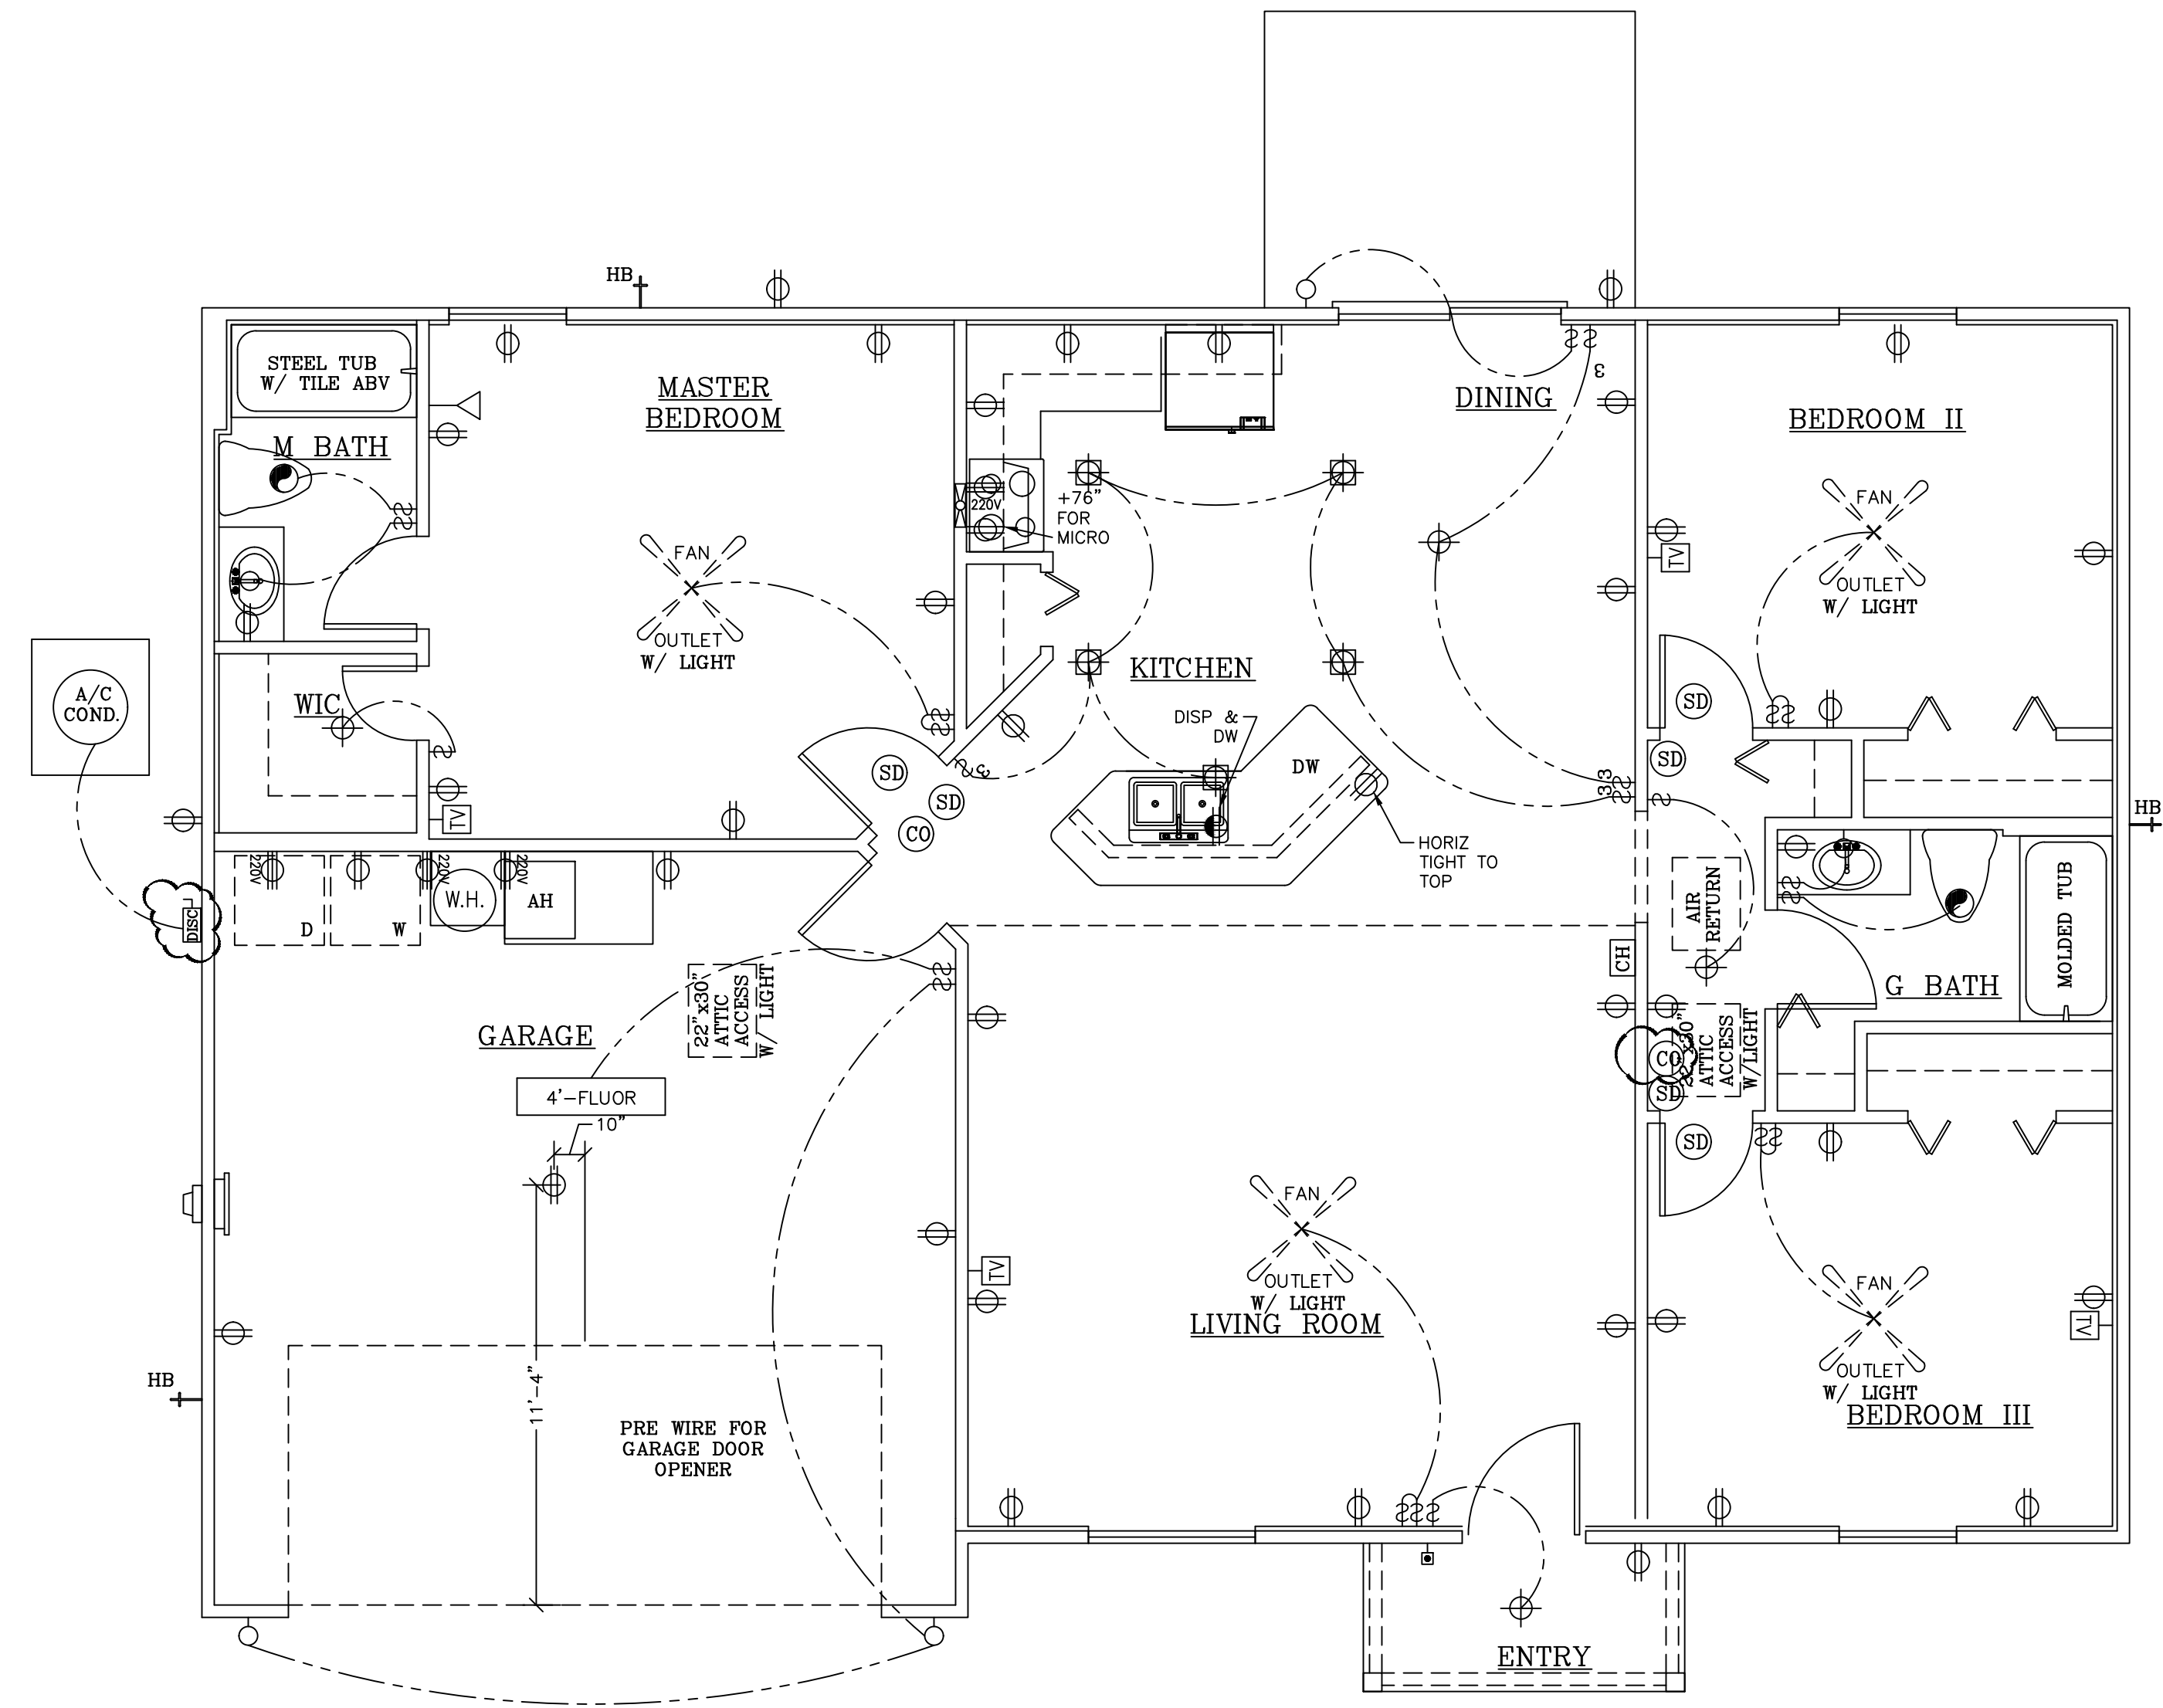 HB
STEEL TUB
W/ TILE ABV
M BATH
MASTER
BEDROOM
FAN
OUTLET
W/ LIGHT
WIC
TV
A/C
COND.
DISC
220V
+76"
FOR
MICRO
DINING
3
KITCHEN
DISP &
DW
DW
HORIZ
TIGHT TO
TOP
3
33
SD
SD
CO
BEDROOM II
FAN
OUTLET
W/ LIGHT
TV
SD
SD
HB
AIR
RETURN
MOLDED TUB
G BATH
CH
22"x30"
ATTIC
ACCESS
W/LIGHT
CO
SD
SD
220V
220V
220V
D
W
W.H.
AH
GARAGE
22"x30"
ATTIC
ACCESS
W/ LIGHT
4'-FLUOR
10"
11'-4"
HB
PRE WIRE FOR
GARAGE DOOR
OPENER
TV
FAN
OUTLET
W/ LIGHT
LIVING ROOM
FAN
OUTLET
W/ LIGHT
BEDROOM III
TV
ENTRY